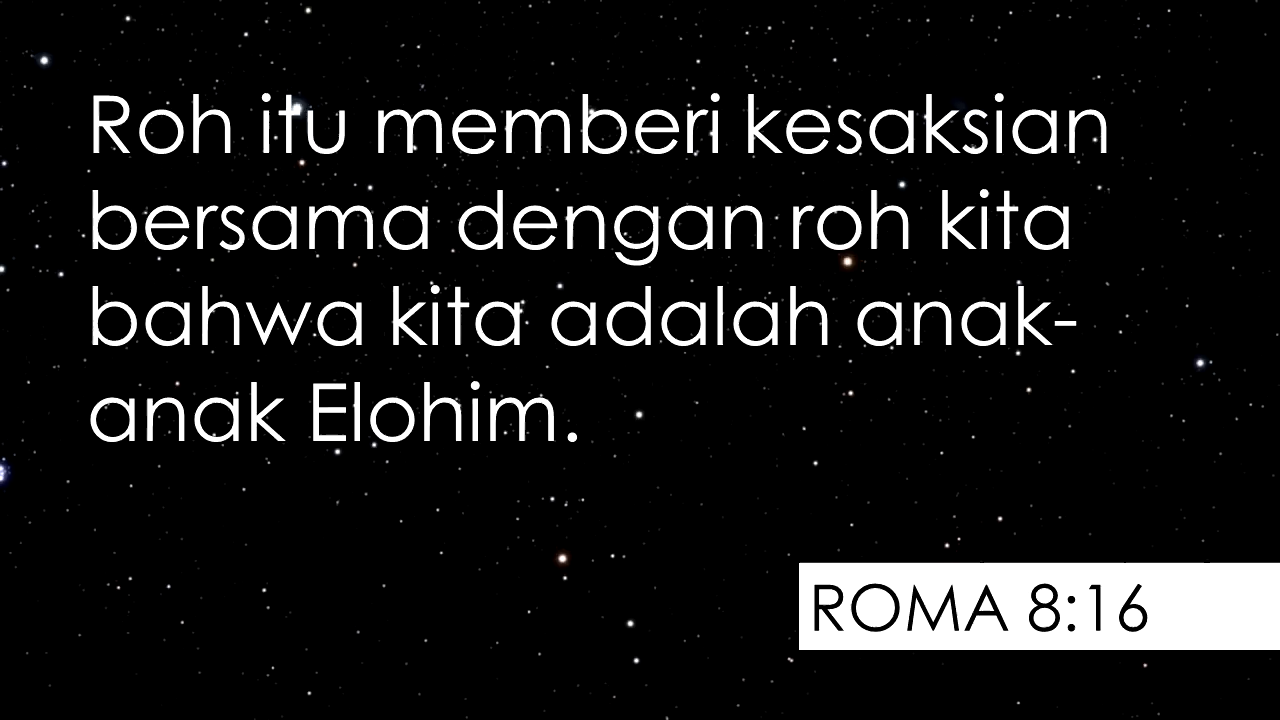 Roh itu memberi kesaksian
bersama dengan roh kita
bahwa kita adalah anak-
anak Elohim.
ROMA 8:16